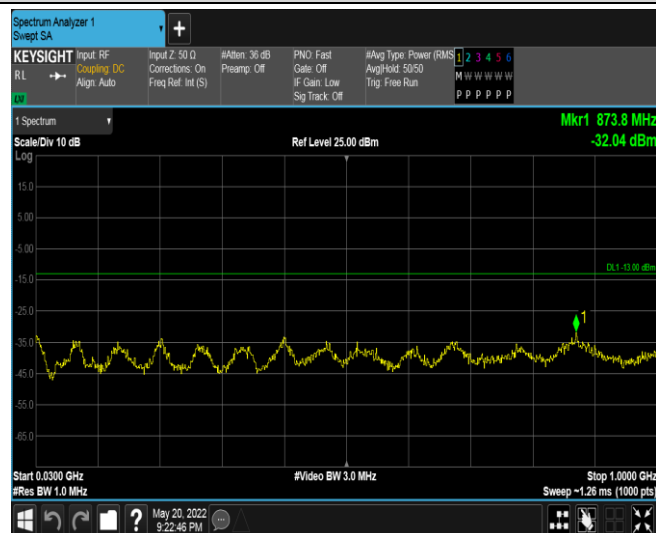 Spectrum Analyzer 1
Swept SA
+
KEYSIGHT
RL
Input: RF
Coupling: DC
Align: Auto
Input Z: 50 Ω
Corrections: On
Freq Ref: Int (S)
#Atten: 36 dB
Preamp: Off
PNO: Fast
Gate: Off
IF Gain: Low
Sig Track: Off
#Avg Type: Power (RMS
Avg|Hold: 50/50
Trig: Free Run
1 2 3 4 5 6
M W W W W W
P P P P P P
1 Spectrum
Mkr1 873.8 MHz
-32.04 dBm
Scale/Div 10 dB
Ref Level 25.00 dBm
Log
15.0
5.00
-5.00
DL1 -13.00 dBm
-15.0
-25.0
1
-35.0
-45.0
-55.0
-65.0
Start 0.0300 GHz
#Video BW 3.0 MHz
Stop 1.0000 GHz
#Res BW 1.0 MHz
Sweep ~1.26 ms (1000 pts)
?
May 20, 2022
9:22:46 PM